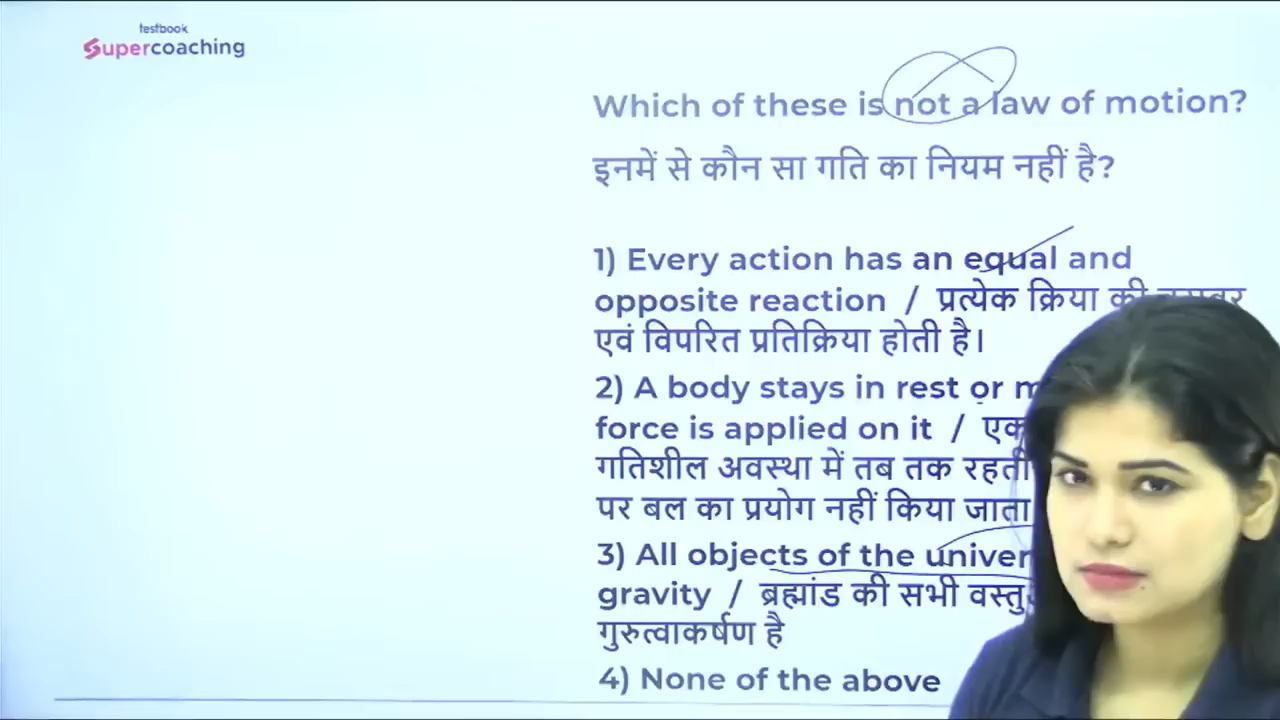 testbook
Supercoaching
Which of these is not a law of motion?
इनमें से कौन सा गति का नियम नहीं है?
1) Every action has an equal and
opposite reaction / प्रत्येक क्रिया की
एवं विपरित प्रतिक्रिया होती है।
2) A body stays in rest or
force is applied on it /
गतिशील अवस्था में तब तक रहती
पर बल का प्रयोग नहीं किया जाता
3) All objects of the
gravity / ब्रह्मांड की सभी
गुरुत्वाकर्षण है
4) None of the above